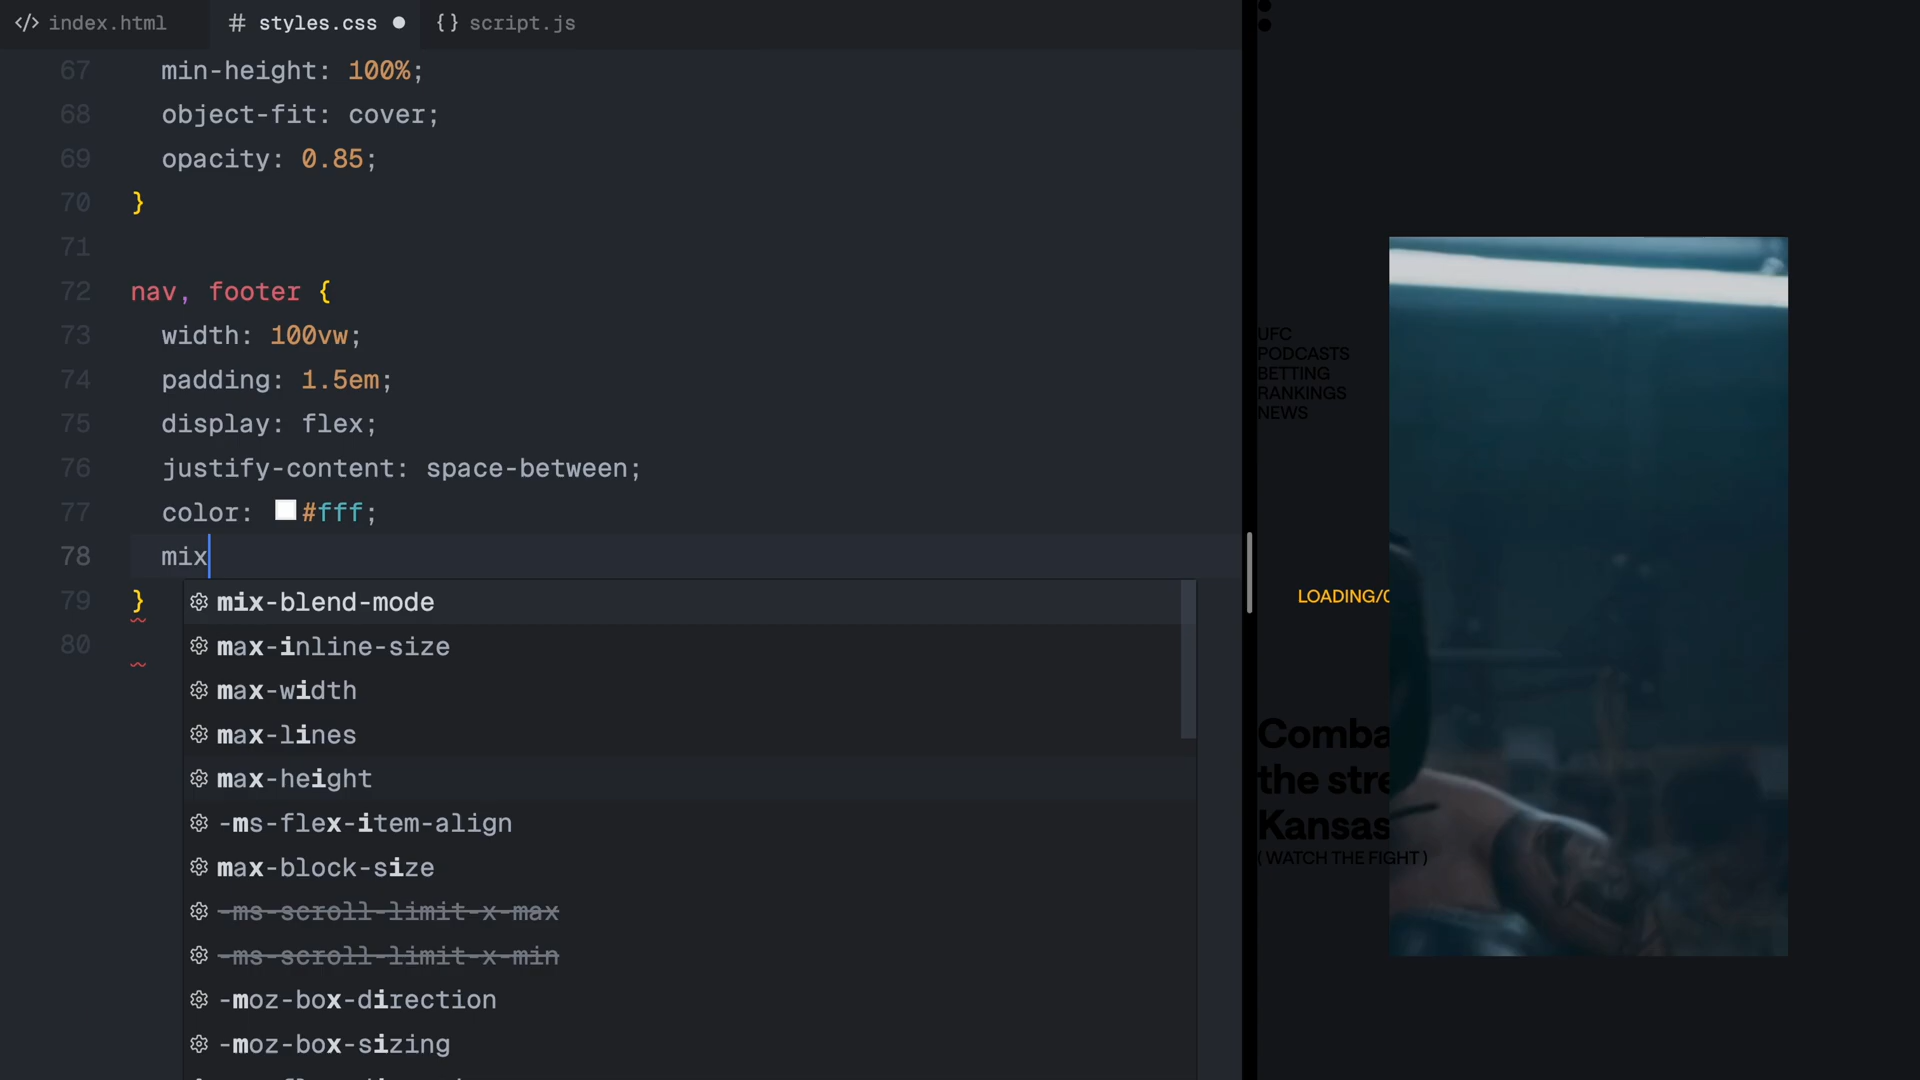 index.html # styles.css {} script.js
67 min-height: 100%;
68 object-fit: cover;
69 opacity: 0.85;
70 }
71
72 nav, footer {
73 width: 100vw;
74 padding: 1.5em;
75 display: flex;
76 justify-content: space-between;
77 color: #fff;
78 mix
79 }
80
mix-blend-mode
max-inline-size
max-width
max-lines
max-height
-ms-flex-item-align
max-block-size
-ms-scroll-limit-x-max
-ms-scroll-limit-x-min
-moz-box-direction
-moz-box-sizing
UFC
PODCASTS
BETTING
RANKINGS
NEWS
LOADING/
Comba
the stre
Kansas
( WATCH THE FIGHT )